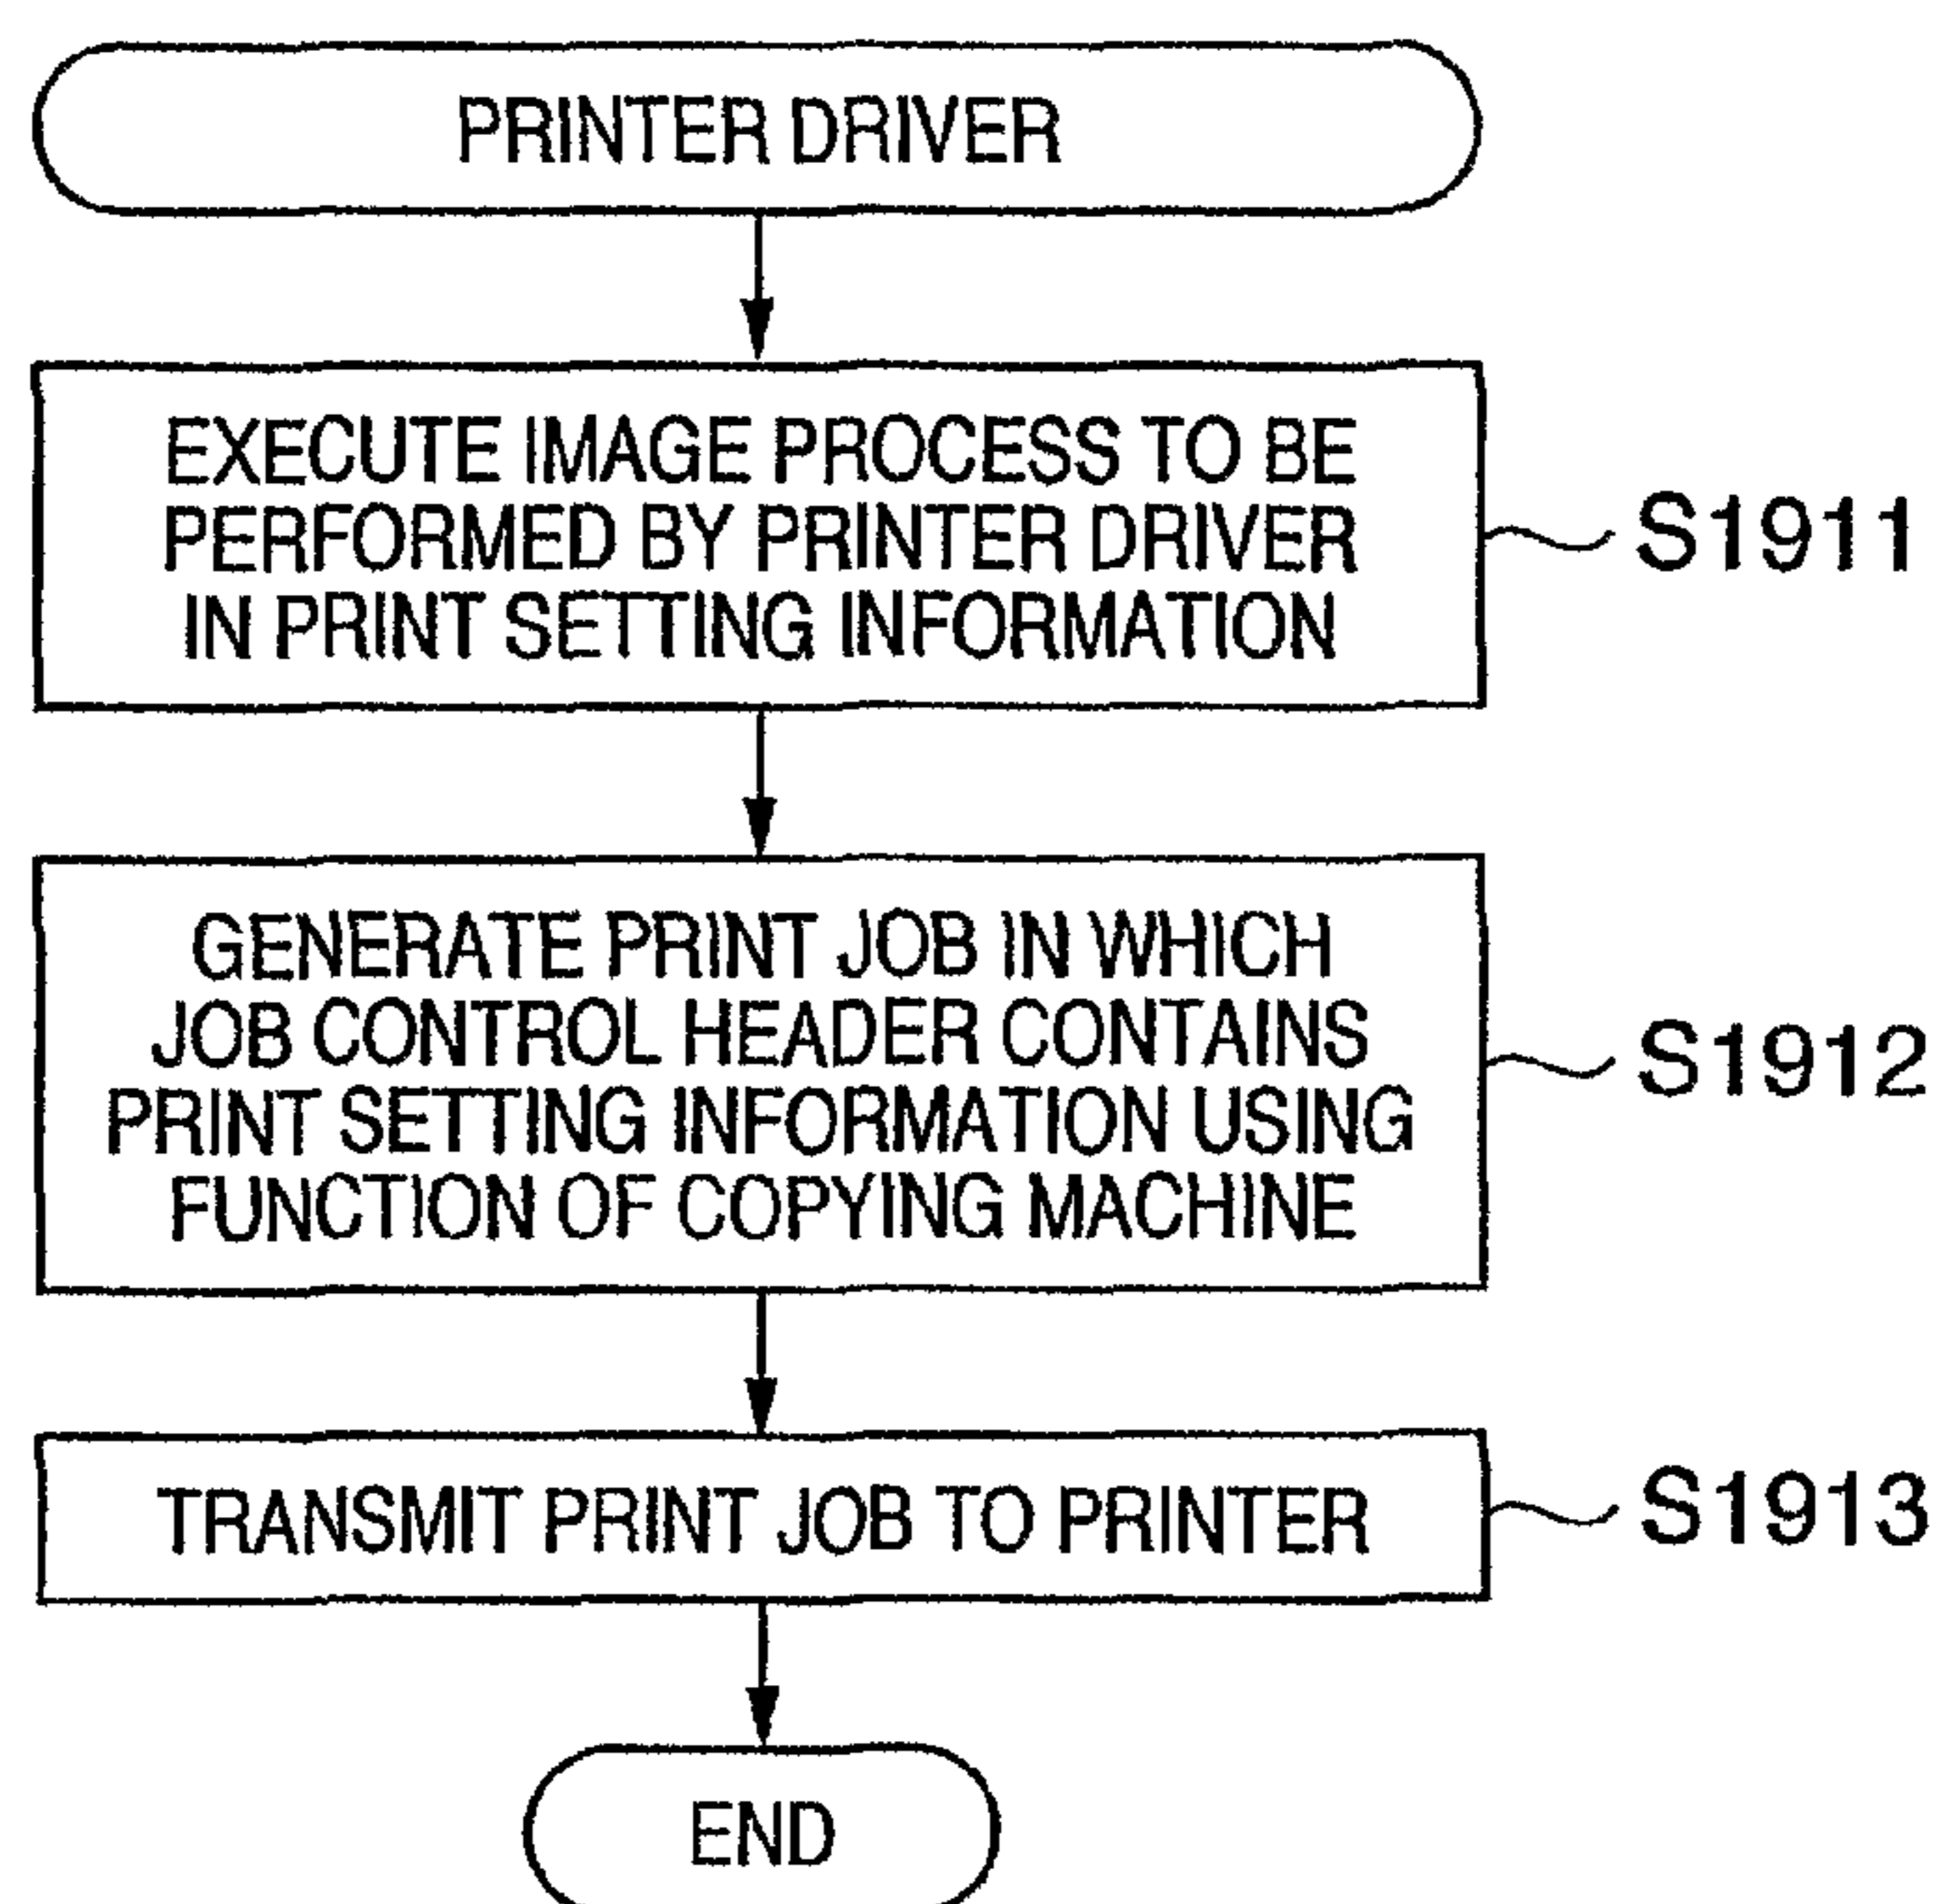 PRINTER DRIVER
EXECUTE IMAGE PROCESS TO BE
PERFORMED BY PRINTER DRIVER
IN PRINT SETTING INFORMATION
S1911
GENERATE PRINT JOB IN WHICH
JOB CONTROL HEADER CONTAINS
PRINT SETTING INFORMATION USING
FUNCTION OF COPYING MACHINE
S1912
TRANSMIT PRINT JOB TO PRINTER
S1913
END